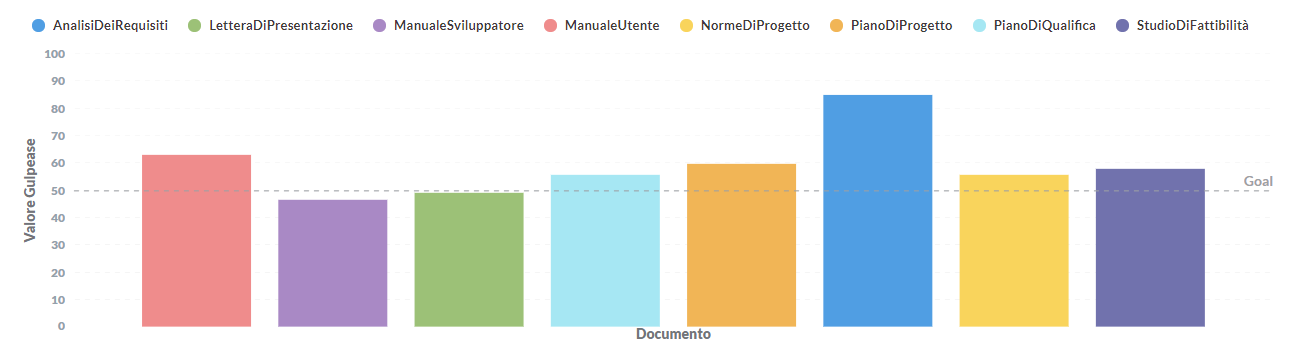 AnalisiDeiRequisiti LetteraDiPresentazione ManualeSviluppatore ManualeUtente NormeDiProgetto PianoDiProgetto PianoDiQualifica StudioDiFattibilità
100
90
80
70
60
50
40
30
20
10
0
Valore Gulpease
Goal
Documento